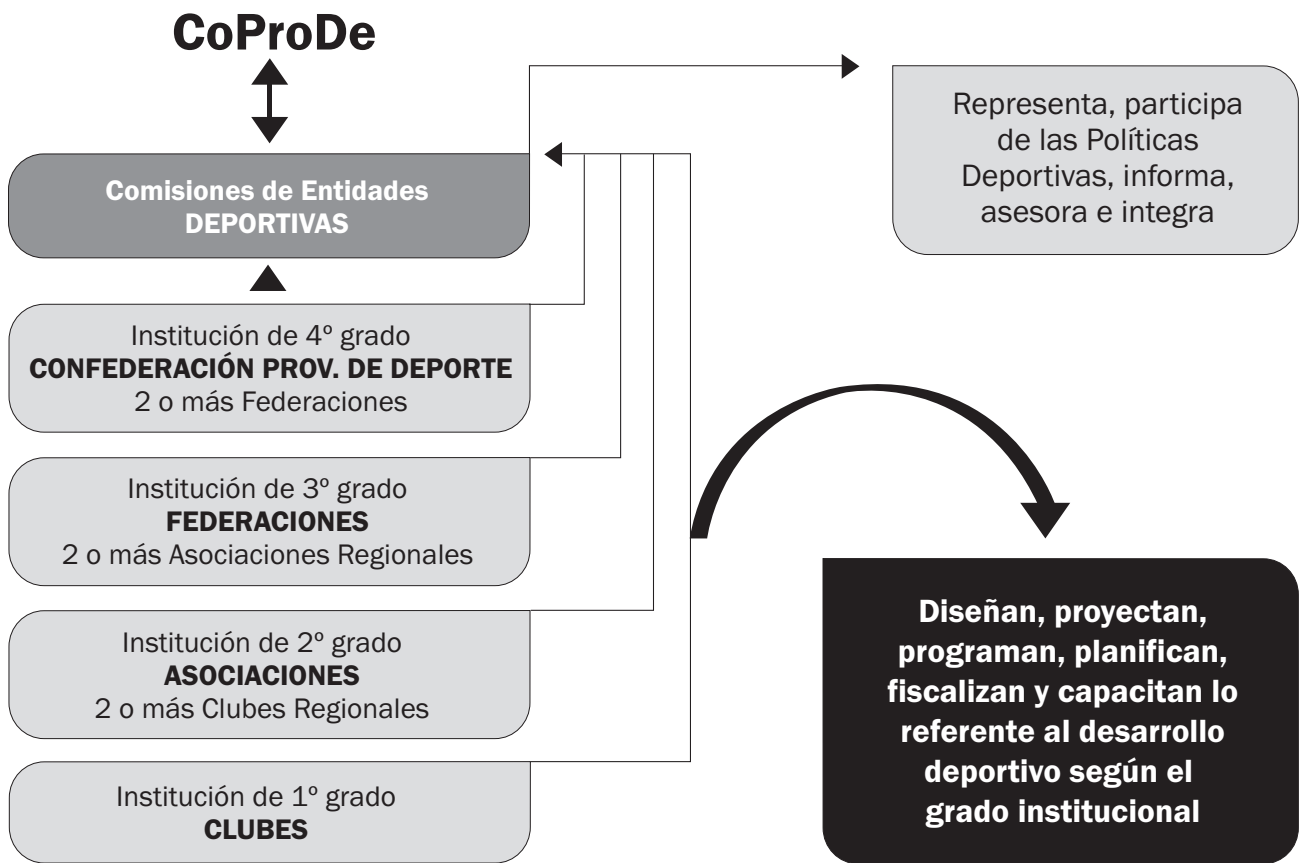 CoProDe
Comisiones de Entidades
DEPORTIVAS
Representa, participa
de las Políticas
Deportivas, informa,
asesora e integra
Institución de 4º grado
CONFEDERACIÓN PROV. DE DEPORTE
2 o más Federaciones
Institución de 3º grado
FEDERACIONES
2 o más Asociaciones Regionales
Institución de 2º grado
ASOCIACIONES
2 o más Clubes Regionales
Institución de 1º grado
CLUBES
Diseñan, proyectan,
programan, planifican,
fiscalizan y capacitan lo
referente al desarrollo
deportivo según el
grado institucional